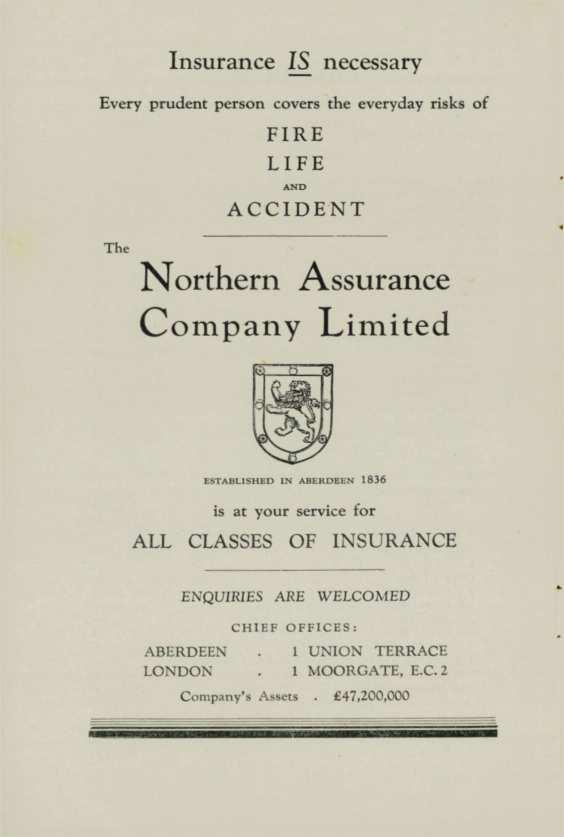 Insurance IS necessary
Every prudent person covers the everyday risks of
FIRE
LIFE
AND
ACCIDENT
The
Northern Assurance
Company Limited
ESTABLISHED IN ABERDEEN 1836
is at your service for
ALL CLASSES OF INSURANCE
ENQUIRIES ARE WELCOMED
CHIEF OFFICES:
ABERDEEN . 1 UNION TERRACE
LONDON . 1 MOORGATE, E.C. 2
Company's Assets . £47,200,000